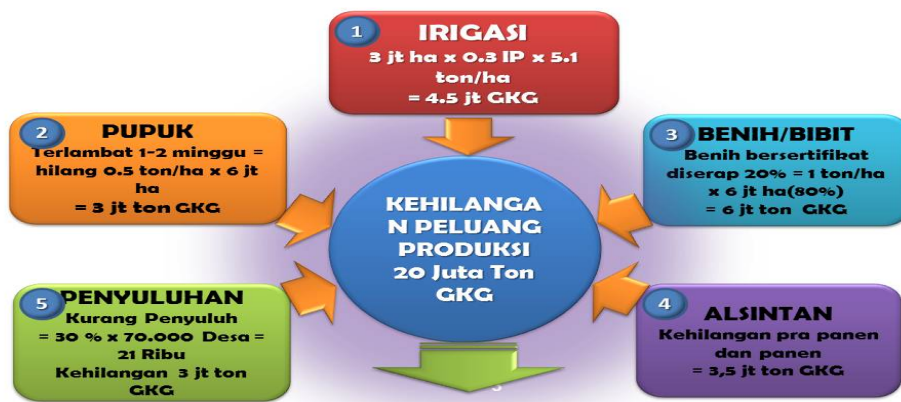 1
IRIGASI
3 jt ha x 0.3 IP x 5.1
ton/ha
= 4.5 jt GKG
2
PUPUK
Terlambat 1-2 minggu =
hilang 0.5 ton/ha x 6 jt
ha
= 3 jt ton GKG
3
BENIH/BIBIT
Benih bersertifikat
diserap 20% = 1 ton/ha
x 6 jt ha(80%)
= 6 jt ton GKG
KEHILANGA
N PELUANG
PRODUKSI
20 Juta Ton
GKG
5
PENYULUHAN
Kurang Penyuluh
= 30 % x 70.000 Desa =
21 Ribu
Kehilangan 3 jt ton
GKG
4
ALSINTAN
Kehilangan pra panen
dan panen
= 3,5 jt ton GKG